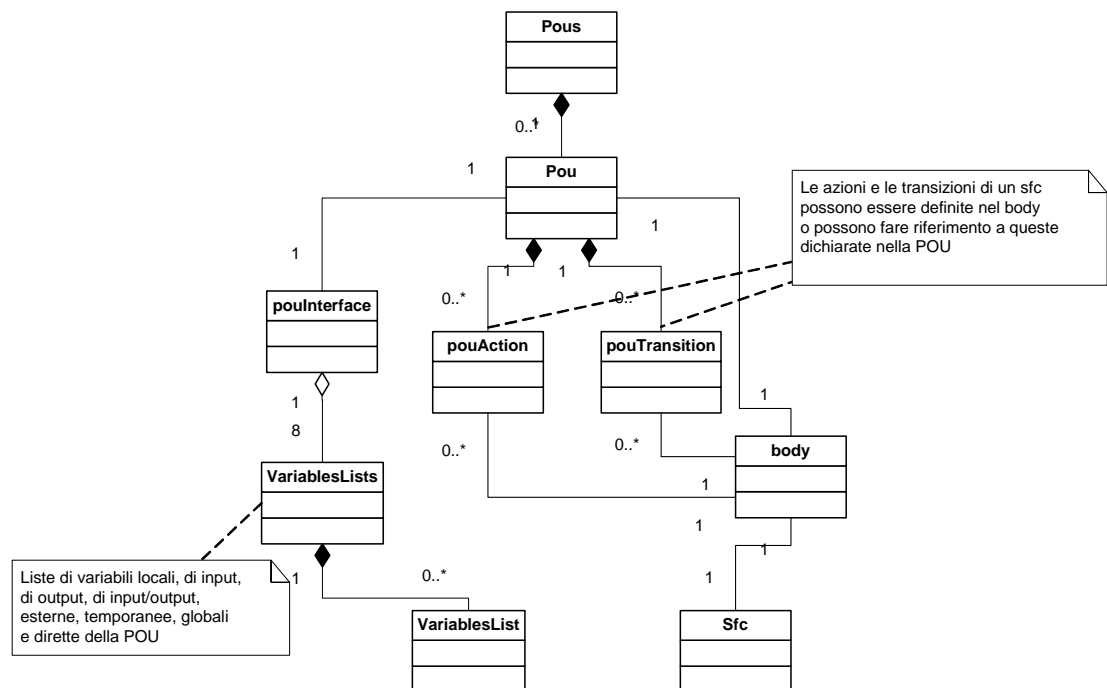 Pous
0..*
1
Pou
1
1
1
1
1
0..*
0..*
Le azioni e le transizioni di un sfc
possono essere definite nel body
o possono fare riferimento a queste
dichiarate nella POU
pouInterface
pouAction
pouTransition
1
8
1
0..*
0..*
body
VariablesLists
1
1
1
Liste di variabili locali, di input,
di output, di input/output,
esterne, temporanee, globali
e dirette della POU
1
0..*
1
VariablesList
Sfc